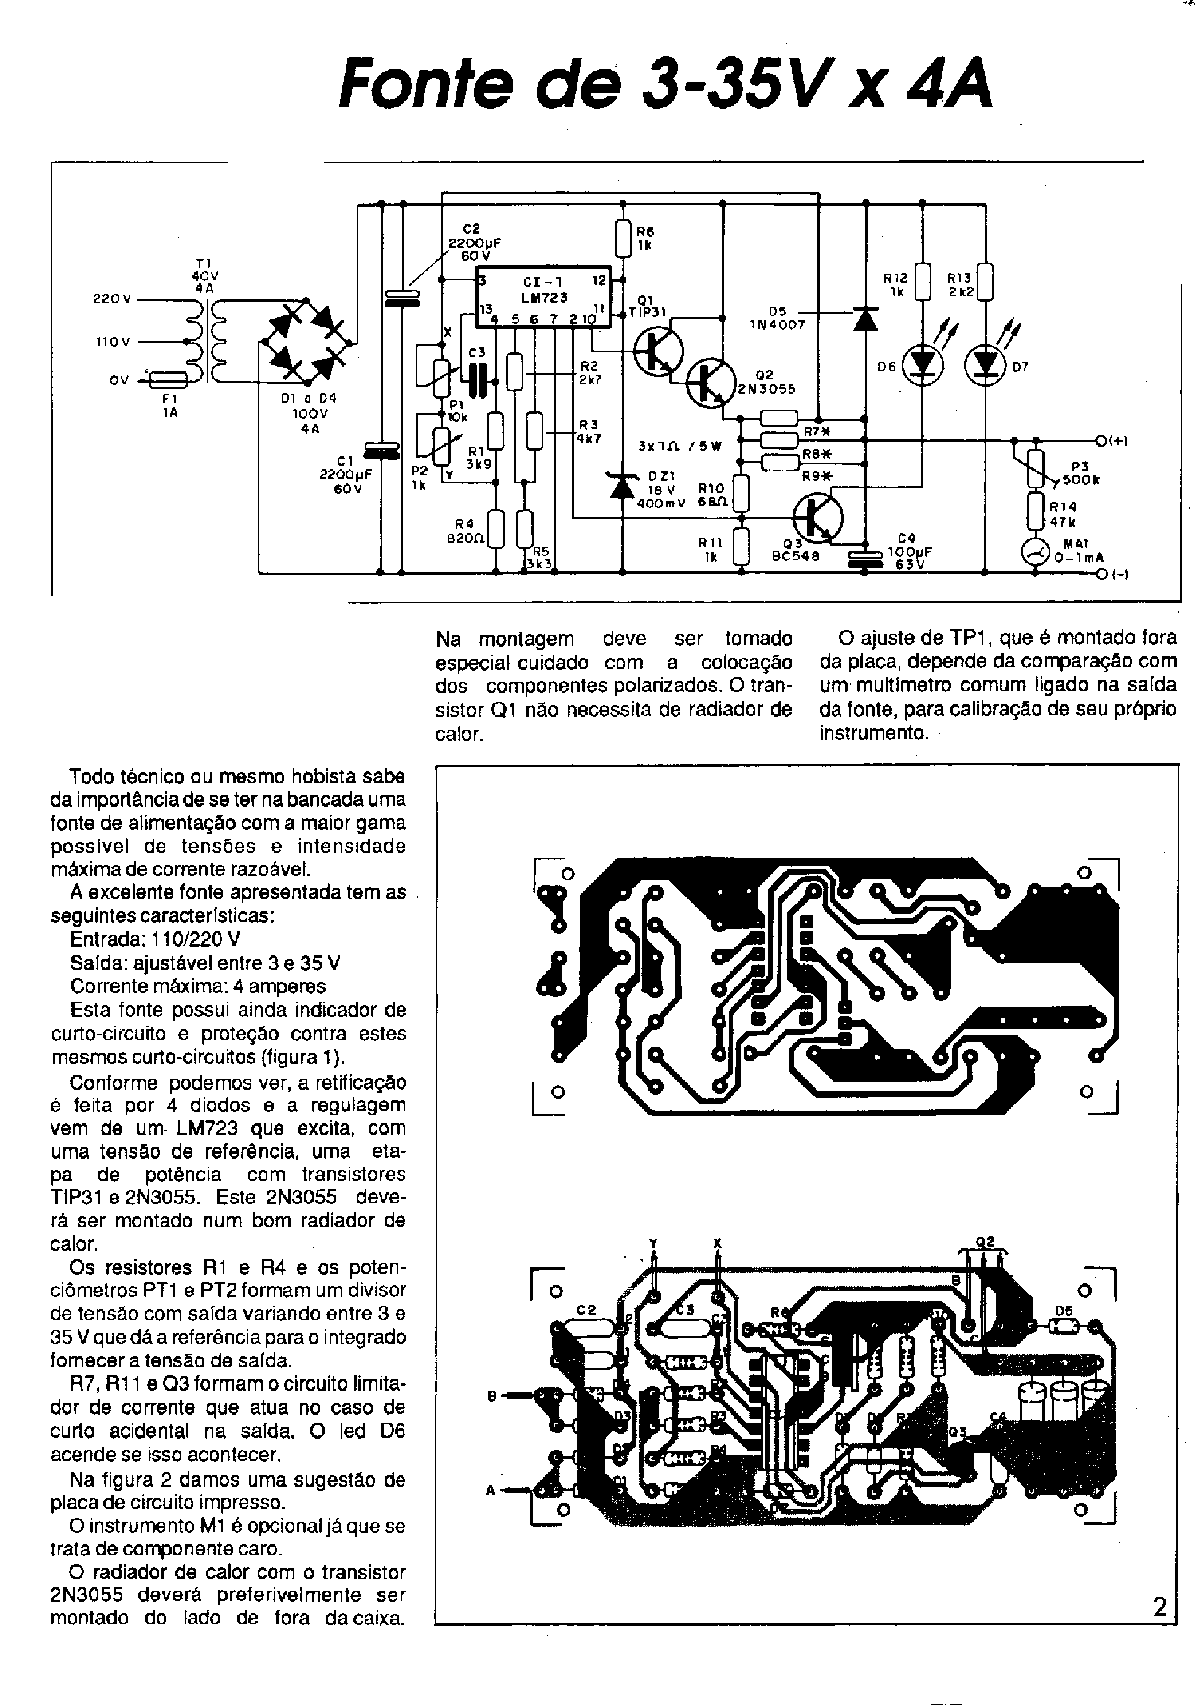 Fonte de 3-35V x 4A
T1
40V
4A
220V
110V
0V
F1
1A
D1 a D4
100V
4A
C1
2200µF
60V
C2
2200µF
60V
X
P1
10k
P2
1k
Y
C3
R1
3k9
R4
820Ω
R5
3k3
CI-1
LM723
3
12
13
11
4 5 6 7 2 10
R6
1k
Q1
TIP31
R2
2k7
R3
4k7
Q2
2N3055
3x1Ω /5W
DZ1
18V
400mV
R7*
R8*
R9*
R10
68Ω
R11
1k
Q3
BC548
D5
1N4007
R12
1k
R13
2k2
D6
D7
C4
100µF
63V
P3
500k
R14
47k
MA1
0-1mA
(+)
(-)
Na montagem deve ser tomado
especial cuidado com a colocação
dos componentes polarizados. O tran-
sistor Q1 não necessita de radiador de
calor.
O ajuste de TP1, que é montado fora
da placa, depende da comparação com
um multímetro comum ligado na saída
da fonte, para calibração de seu próprio
instrumento.
Todo técnico ou mesmo hobista sabe
da importância de se ter na bancada uma
fonte de alimentação com a maior gama
possível de tensões e intensidade
máxima de corrente razoável.
A excelente fonte apresentada tem as
seguintes características:
Entrada: 110/220 V
Saída: ajustável entre 3 e 35 V
Corrente máxima: 4 amperes
Esta fonte possui ainda indicador de
curto-circuito e proteção contra estes
mesmos curto-circuitos (figura 1).
Conforme podemos ver, a retificação
é feita por 4 diodos e a regulagem
vem de um LM723 que excita, com
uma tensão de referência, uma eta-
pa de potência com transistores
TIP31 e 2N3055. Este 2N3055 deve-
rá ser montado num bom radiador de
calor.
Os resistores R1 e R4 e os poten-
ciômetros PT1 e PT2 formam um divisor
de tensão com saída variando entre 3 e
35 V que dá a referência para o integrado
fornecer a tensão de saída.
R7, R11 e Q3 formam o circuito limita-
dor de corrente que atua no caso de
curto acidental na saída. O led D6
acende se isso acontecer.
Na figura 2 damos uma sugestão de
placa de circuito impresso.
O instrumento M1 é opcional já que se
trata de componente caro.
O radiador de calor com o transistor
2N3055 deverá preferivelmente ser
montado do lado de fora da caixa.
Y
X
Q2
B
C2
C3
R6
D5
B
Q3
C4
A
2